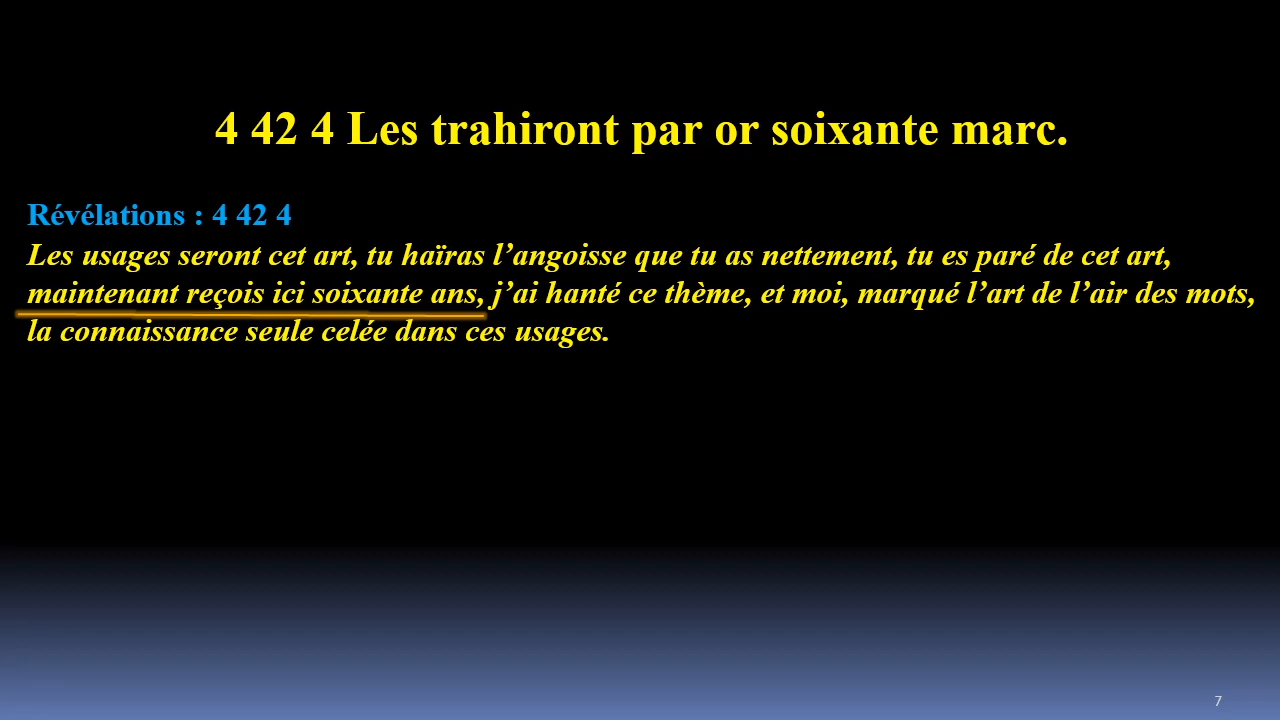 4 42 4 Les trahiront par or soixante marc.
Révélations : 4 42 4
Les usages seront cet art, tu haïras l’angoisse que tu as nettement, tu es paré de cet art,
maintenant reçois ici soixante ans, j’ai hanté ce thème, et moi, marqué l’art de l’air des mots,
la connaissance seule celée dans ces usages.
7